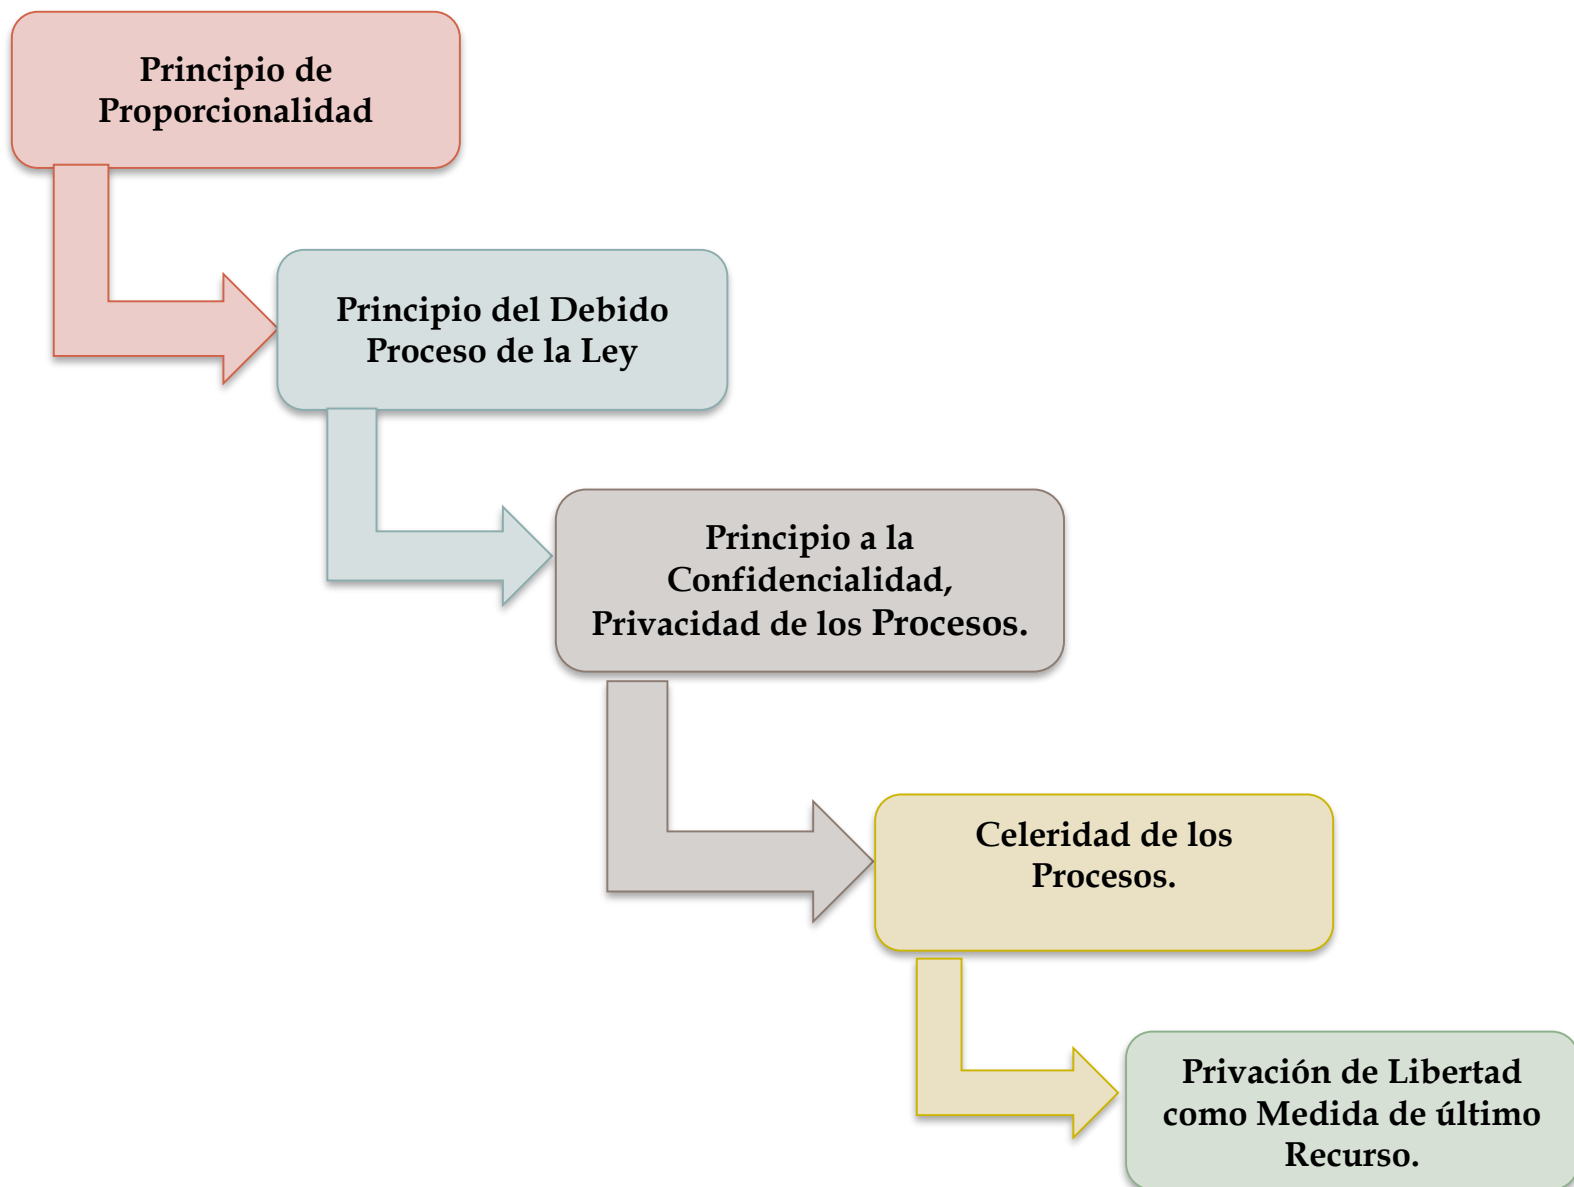 Principio de
Proporcionalidad
Principio del Debido
Proceso de la Ley
Principio a la
Confidencialidad,
Privacidad de los Procesos.
Celeridad de los
Procesos.
Privación de Libertad
como Medida de último
Recurso.